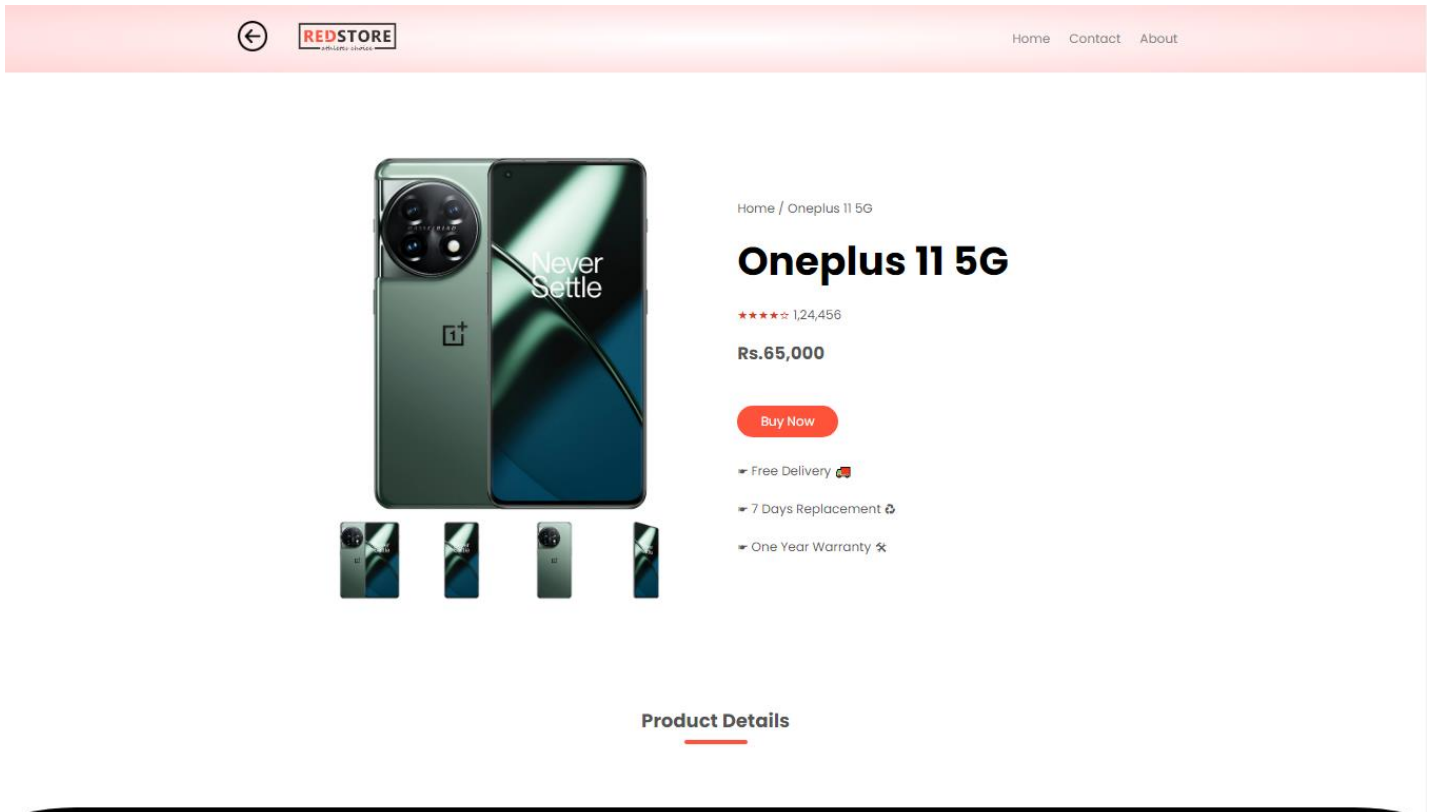 REDSTORE
Home Contact About
HASSELBLAD
Never
Settle
Home / Oneplus 11 5G
Oneplus 11 5G
★★★★☆ 1,24,456
Rs.65,000
Buy Now
☛ Free Delivery 🚚
☛ 7 Days Replacement ♻
☛ One Year Warranty 🛠
Product Details